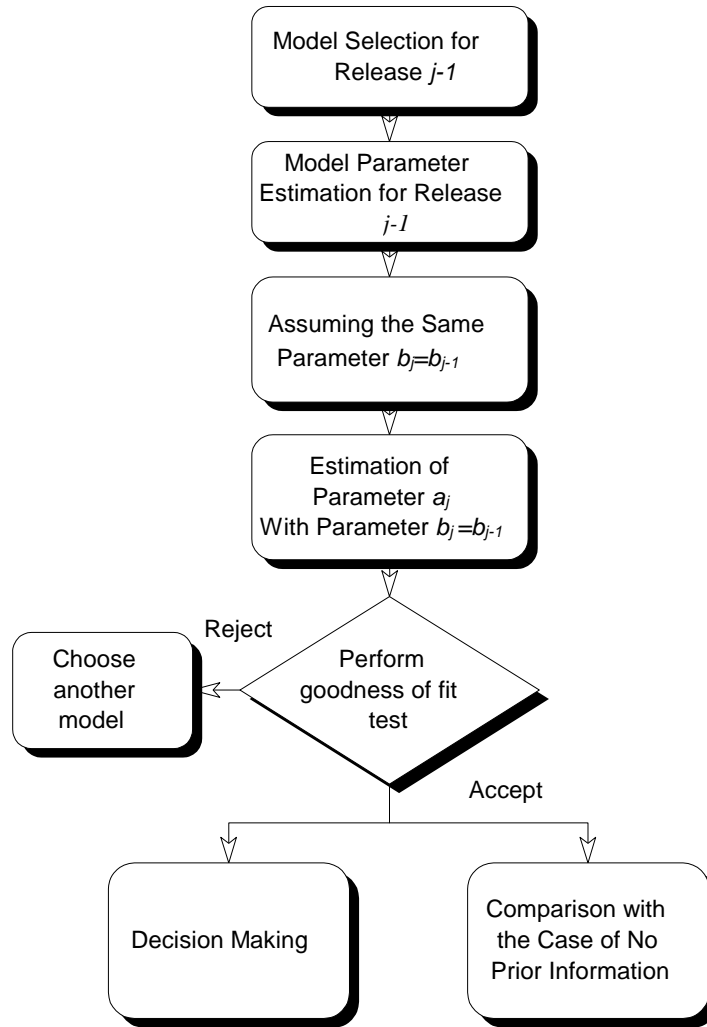 Model Selection for
Release j-1
Model Parameter
Estimation for Release
j-1
Assuming the Same
Parameter bj=bj-1
Estimation of
Parameter aj
With Parameter bj=bj-1
Reject
Choose
another
model
Perform
goodness of fit
test
Accept
Decision Making
Comparison with
the Case of No
Prior Information